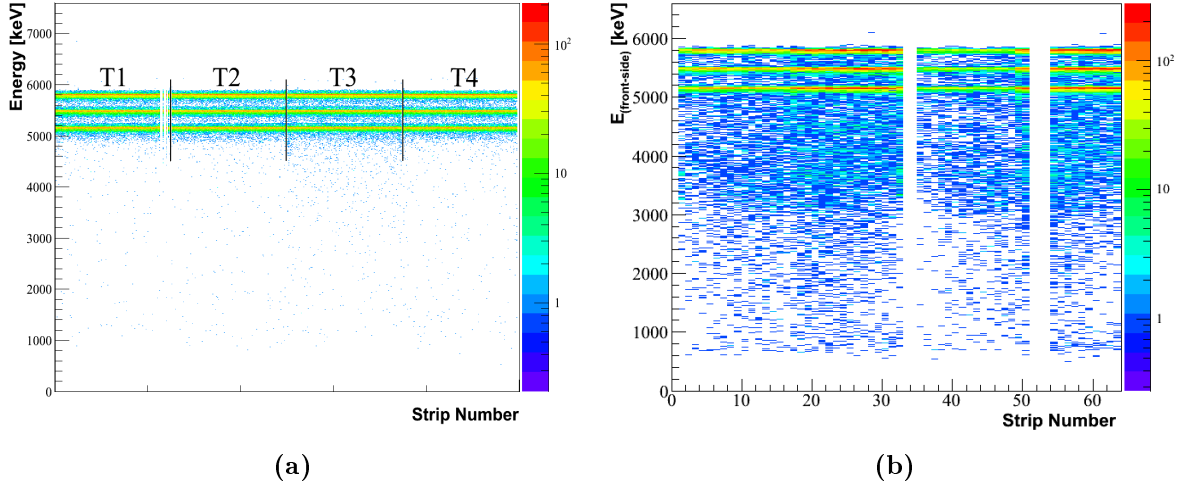 Energy [keV]
7000
6000
5000
4000
3000
2000
1000
0
T1 T2 T3 T4
Strip Number
10²
10
1
(a)
E(front-side) [keV]
6000
5000
4000
3000
2000
1000
0
0 10 20 30 40 50 60
Strip Number
10²
10
1
(b)